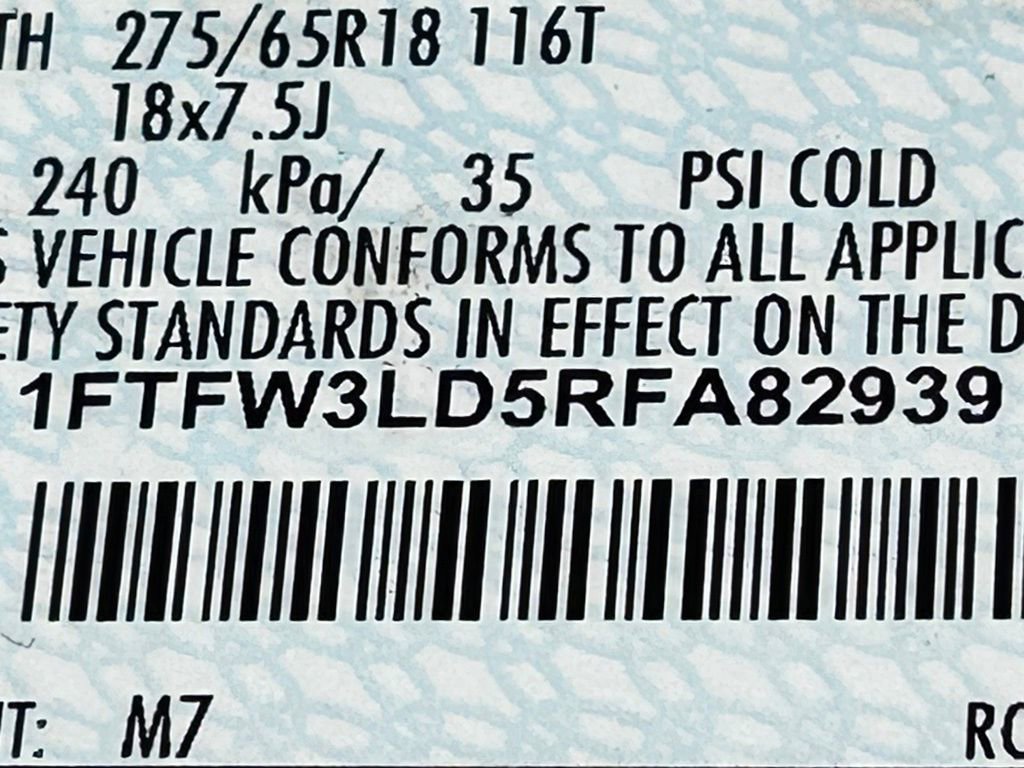 TH 275/65R18 116T
18x7.5J
240 kPa/ 35 PSI COLD
S VEHICLE CONFORMS TO ALL APPLIC
ETY STANDARDS IN EFFECT ON THE D
1FTFW3LD5RFA82939
NT: M7 RC